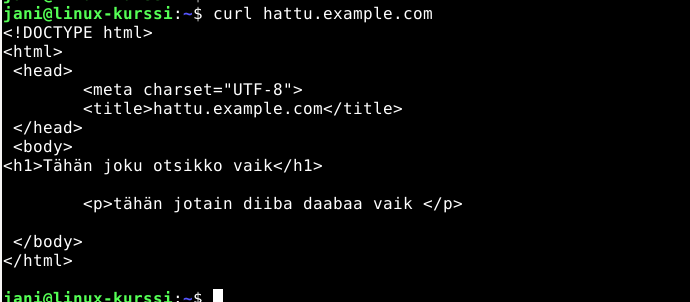 jani@linux-kurssi:~$ curl hattu.example.com
<!DOCTYPE html>
<html>
 <head>
        <meta charset="UTF-8">
        <title>hattu.example.com</title>
 </head>
 <body>
<h1>Tähän joku otsikko vaik</h1>
        <p>tähän jotain diiba daabaa vaik </p>
 </body>
</html>
jani@linux-kurssi:~$